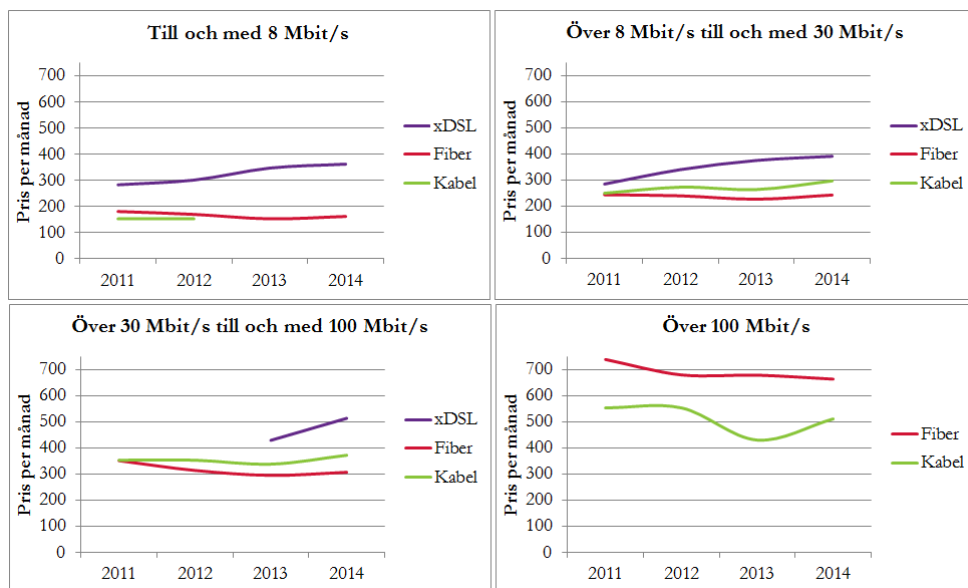 Till och med 8 Mbit/s
Pris per månad
700
600
500
400
300
200
100
0
2011 2012 2013 2014
xDSL
Fiber
Kabel
Över 8 Mbit/s till och med 30 Mbit/s
Pris per månad
700
600
500
400
300
200
100
0
2011 2012 2013 2014
xDSL
Fiber
Kabel
Över 30 Mbit/s till och med 100 Mbit/s
Pris per månad
700
600
500
400
300
200
100
0
2011 2012 2013 2014
xDSL
Fiber
Kabel
Över 100 Mbit/s
Pris per månad
700
600
500
400
300
200
100
0
2011 2012 2013 2014
Fiber
Kabel